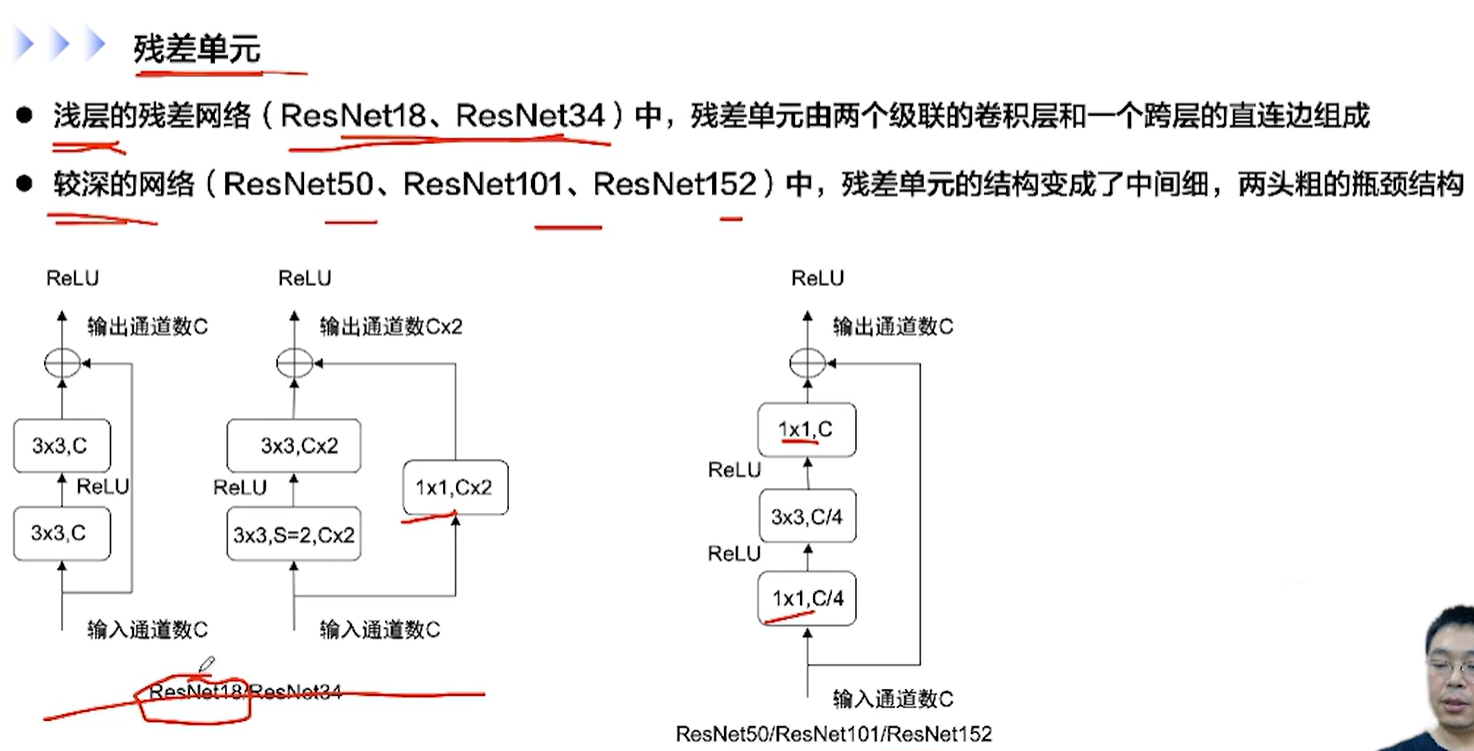 残差单元
● 浅层的残差网络（ResNet18、ResNet34）中，残差单元由两个级联的卷积层和一个跨层的直连边组成
● 较深的网络（ResNet50、ResNet101、ResNet152）中，残差单元的结构变成了中间细，两头粗的瓶颈结构
ReLU
输出通道数C
3x3,C
ReLU
3x3,C
输入通道数C
ReLU
输出通道数Cx2
3x3,Cx2
ReLU
1x1,Cx2
3x3,S=2,Cx2
输入通道数C
ResNet18/ResNet34
ReLU
输出通道数C
1x1,C
ReLU
3x3,C/4
ReLU
1x1,C/4
输入通道数C
ResNet50/ResNet101/ResNet152